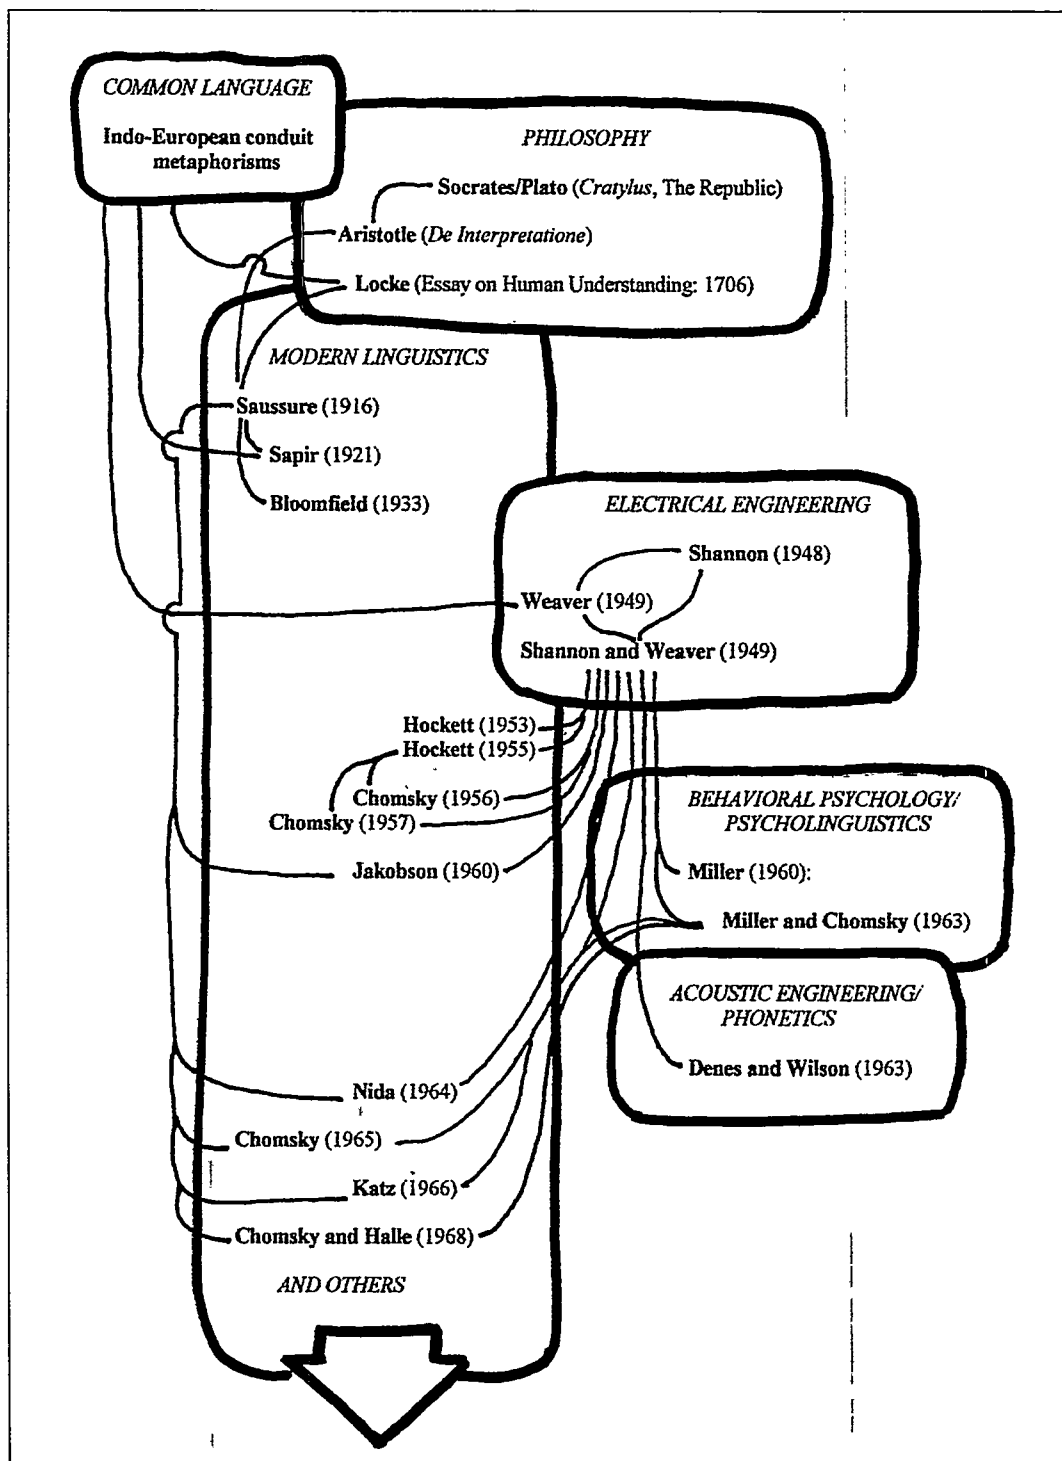 COMMON LANGUAGE
Indo-European conduit
metaphorisms
PHILOSOPHY
Socrates/Plato (Cratylus, The Republic)
Aristotle (De Interpretatione)
Locke (Essay on Human Understanding: 1706)
MODERN LINGUISTICS
Saussure (1916)
Sapir (1921)
Bloomfield (1933)
ELECTRICAL ENGINEERING
Shannon (1948)
Weaver (1949)
Shannon and Weaver (1949)
Hockett (1953)
Hockett (1955)
Chomsky (1956)
Chomsky (1957)
Jakobson (1960)
BEHAVIORAL PSYCHOLOGY/
PSYCHOLINGUISTICS
Miller (1960):
Miller and Chomsky (1963)
ACOUSTIC ENGINEERING/
PHONETICS
Denes and Wilson (1963)
Nida (1964)
Chomsky (1965)
Katz (1966)
Chomsky and Halle (1968)
AND OTHERS